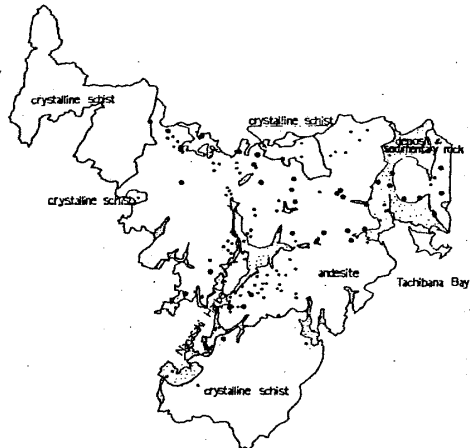 crystalline schist
crystalline schist
deposit &
sedimentary rock
crystalline schist
andesite
Tachibana Bay
crystalline schist